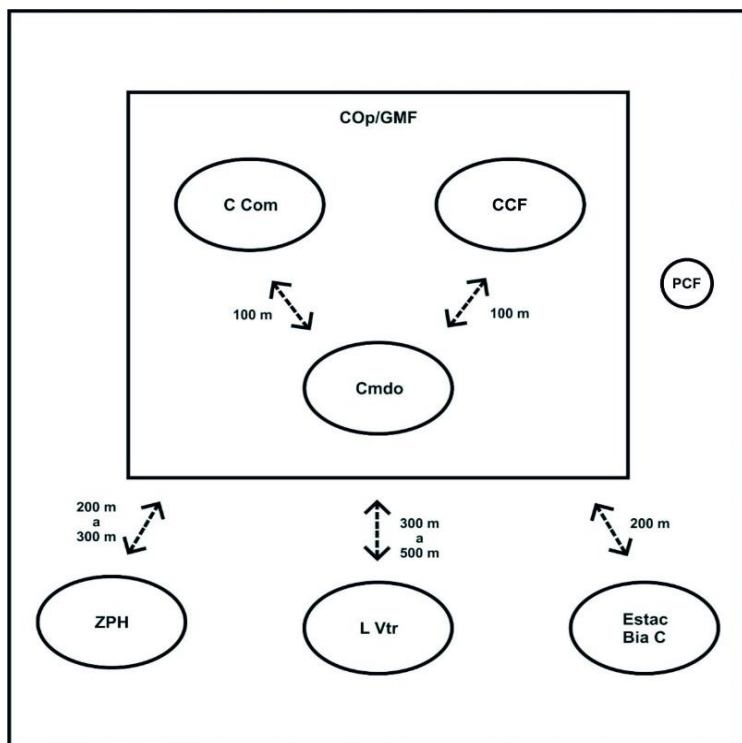 COp/GMF
C Com
CCF
PCF
100 m
100 m
Cmdo
200 m
a
300 m
300 m
a
500 m
200 m
ZPH
L Vtr
Estac
Bia C